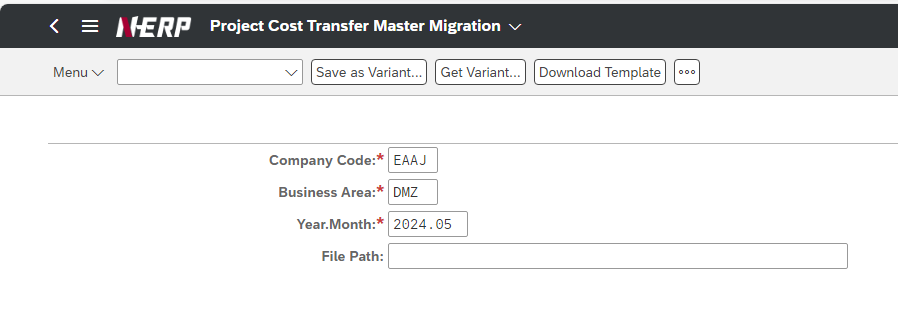 NERP Project Cost Transfer Master Migration
Menu Save as Variant... Get Variant... Download Template
Company Code:* EAAJ
Business Area:* DMZ
Year.Month:* 2024.05
File Path: